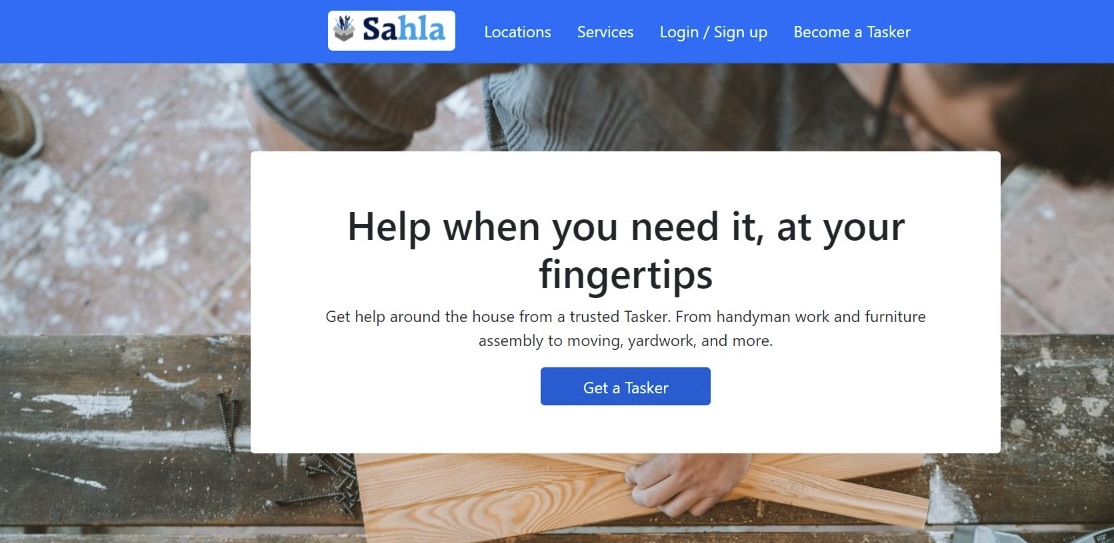 Sahla
Locations
Services
Login / Sign up
Become a Tasker
Help when you need it, at your
fingertips
Get help around the house from a trusted Tasker. From handyman work and furniture
assembly to moving, yardwork, and more.
Get a Tasker